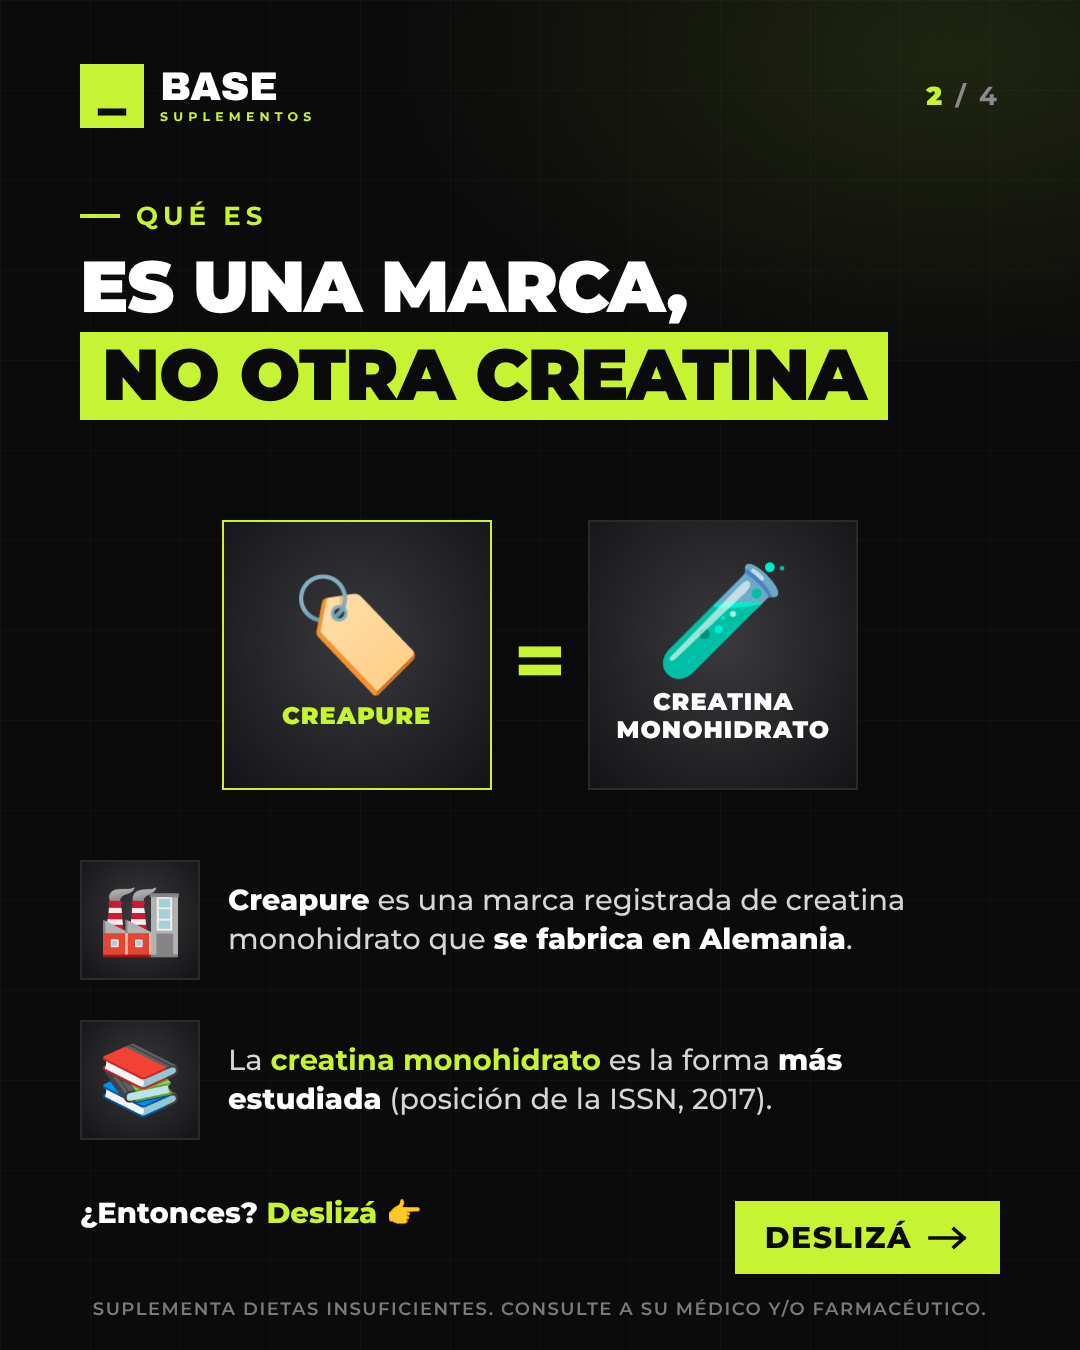 BASE
SUPLEMENTOS
2 / 4
QUÉ ES
ES UNA MARCA,
NO OTRA CREATINA
CREAPURE
=
CREATINA
MONOHIDRATO
Creapure es una marca registrada de creatina
monohidrato que se fabrica en Alemania.
La creatina monohidrato es la forma más
estudiada (posición de la ISSN, 2017).
¿Entonces? Deslizá 👉
DESLIZÁ →
SUPLEMENTA DIETAS INSUFICIENTES. CONSULTE A SU MÉDICO Y/O FARMACÉUTICO.